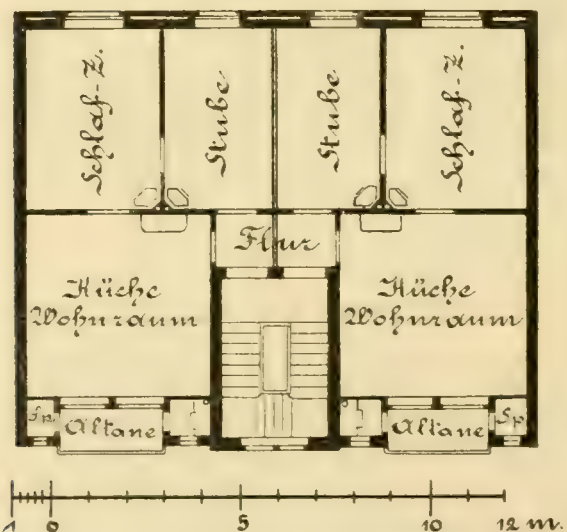 Schlaf-Z.
Stube
Stube
Schlaf-Z.
Flur
Küche
Wohnraum
Küche
Wohnraum
Sp.
Altane
Altane
Sp.
1 0 5 10 12 m.